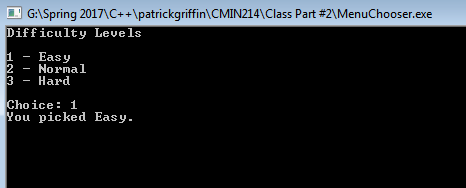 G:\Spring 2017\C++\patrickgriffin\CMIN214\Class Part #2\MenuChooser.exe
Difficulty Levels
1 - Easy
2 - Normal
3 - Hard
Choice: 1
You picked Easy.